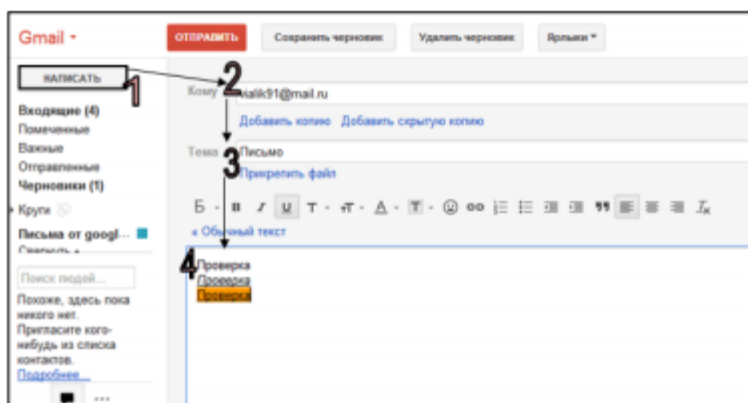 Gmail
ОТПРАВИТЬ Сохранить черновик Удалить черновик Ярлыки
НАПИСАТЬ
1
2
Кому vialik91@mail.ru
Добавить копию Добавить скрытую копию
Входящие (4)
Помеченные
Важные
Отправленные
Черновики (1)
Круги
Письма от googl...
Свернуть
Тема Письмо
3
Прикрепить файл
« Обычный текст
4
Проверка
Проверка
Проверка
Поиск людей...
Похоже, здесь пока
никого нет.
Пригласите кого-
нибудь из списка
контактов.
Подробнее...